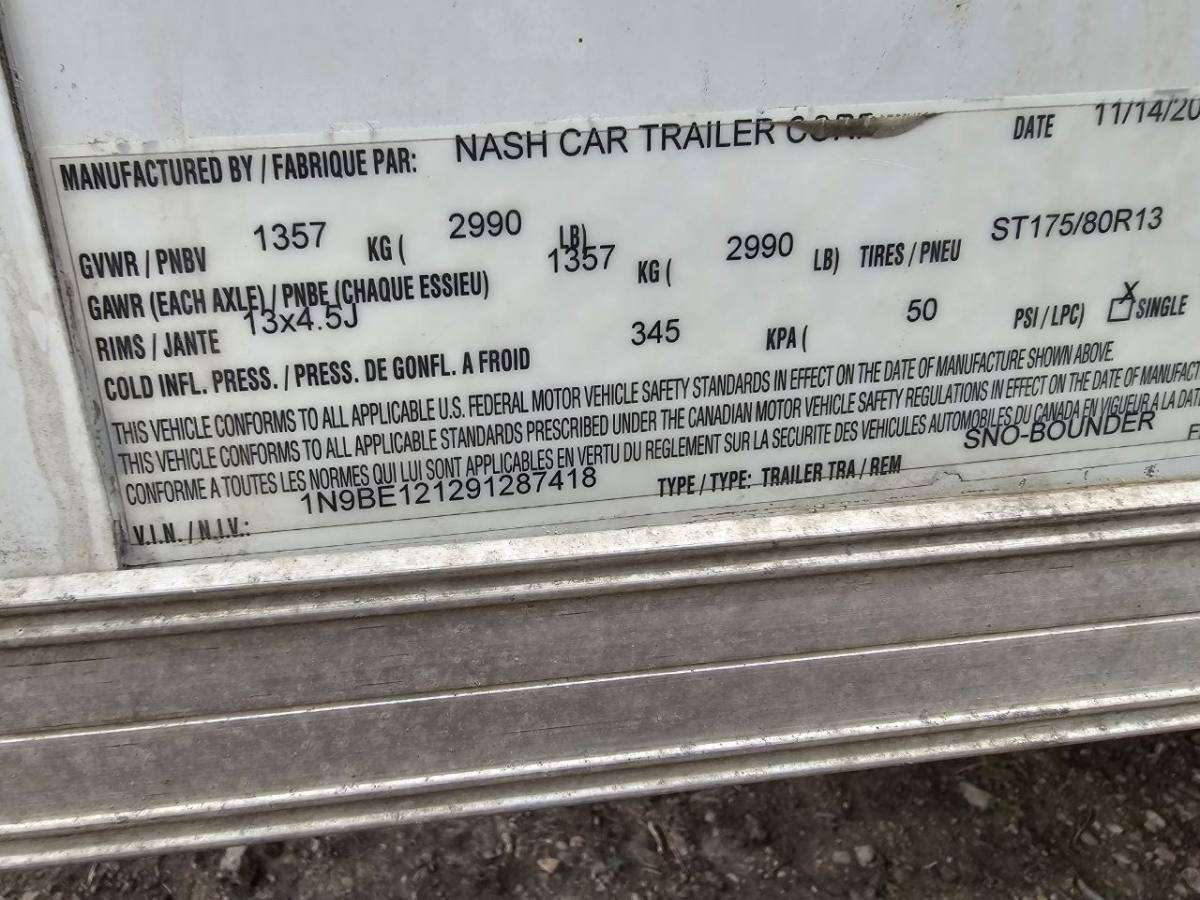 MANUFACTURED BY / FABRIQUE PAR: NASH CAR TRAILER CORP DATE 11/14/20
GVWR / PNBV 1357 KG ( 2990 LB)
GAWR (EACH AXLE) / PNBE (CHAQUE ESSIEU) 1357 KG ( 2990 LB) TIRES / PNEU ST175/80R13
RIMS / JANTE 13x4.5J
COLD INFL. PRESS. / PRESS. DE GONFL. A FROID 345 KPA ( 50 PSI / LPC) X SINGLE
THIS VEHICLE CONFORMS TO ALL APPLICABLE U.S. FEDERAL MOTOR VEHICLE SAFETY STANDARDS IN EFFECT ON THE DATE OF MANUFACTURE SHOWN ABOVE.
THIS VEHICLE CONFORMS TO ALL APPLICABLE STANDARDS PRESCRIBED UNDER THE CANADIAN MOTOR VEHICLE SAFETY REGULATIONS IN EFFECT ON THE DATE OF MANUFACT
CONFORME A TOUTES LES NORMES QUI LUI SONT APPLICABLES EN VERTU DU REGLEMENT SUR LA SECURITE DES VEHICULES AUTOMOBILES DU CANADA EN VIGUEUR A LA DAT
V.I.N. / N.I.V.: 1N9BE121291287418 TYPE / TYPE: TRAILER TRA / REM SNO-BOUNDER